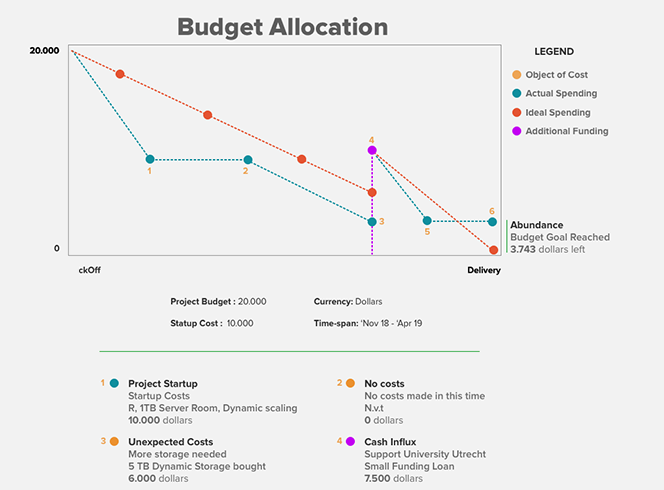 Budget Allocation
20.000
LEGEND
Object of Cost
Actual Spending
Ideal Spending
Additional Funding
4
1
2
3
5
6
Abundance
Budget Goal Reached
3.743 dollars left
0
ckOff
Delivery
Project Budget : 20.000
Currency: Dollars
Statup Cost : 10.000
Time-span: 'Nov 18 - 'Apr 19
1 Project Startup
Startup Costs
R, 1TB Server Room, Dynamic scaling
10.000 dollars
2 No costs
No costs made in this time
N.v.t
0 dollars
3 Unexpected Costs
More storage needed
5 TB Dynamic Storage bought
6.000 dollars
4 Cash Influx
Support University Utrecht
Small Funding Loan
7.500 dollars